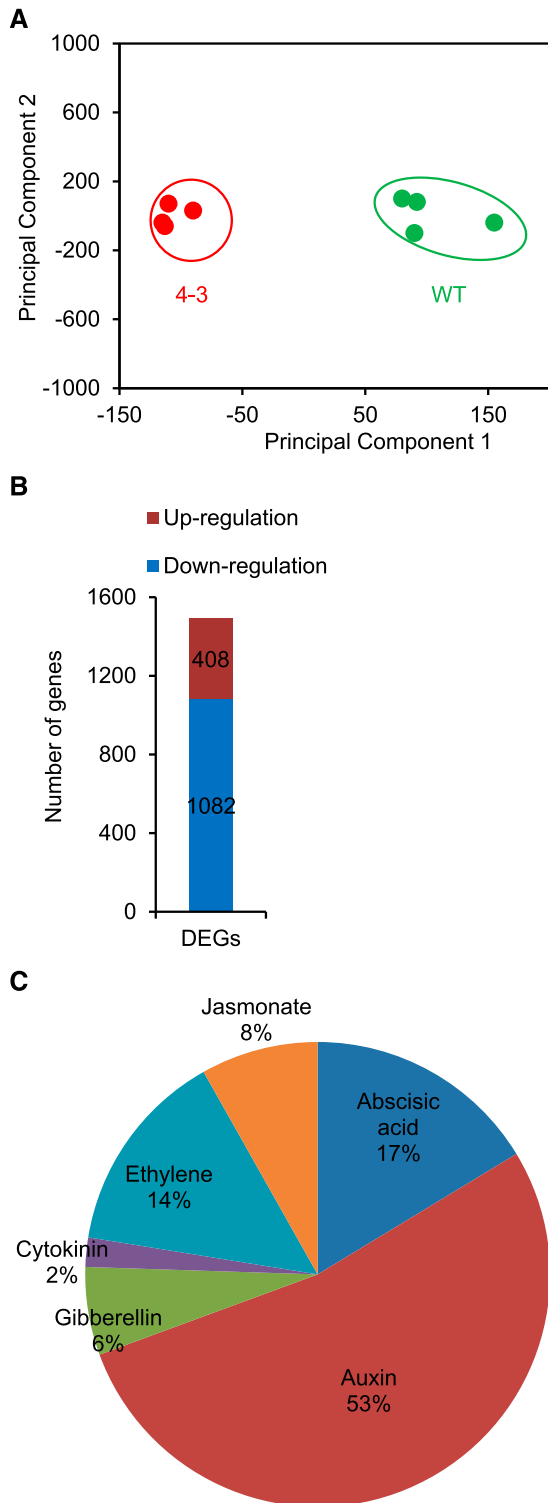 A
1000
600
200
-200
-600
-1000
Principal Component 2
4-3
WT
-150
-50
50
150
Principal Component 1
B
Up-regulation
Down-regulation
1600
1200
800
400
0
Number of genes
408
1082
DEGs
C
Jasmonate
8%
Abscisic
acid
17%
Ethylene
14%
Cytokinin
2%
Gibberellin
6%
Auxin
53%